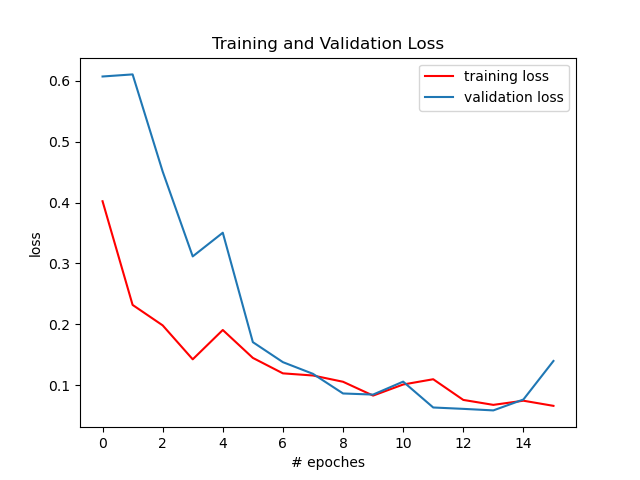 Training and Validation Loss
training loss
validation loss
0.6
0.5
0.4
0.3
0.2
0.1
loss
0 2 4 6 8 10 12 14
# epoches